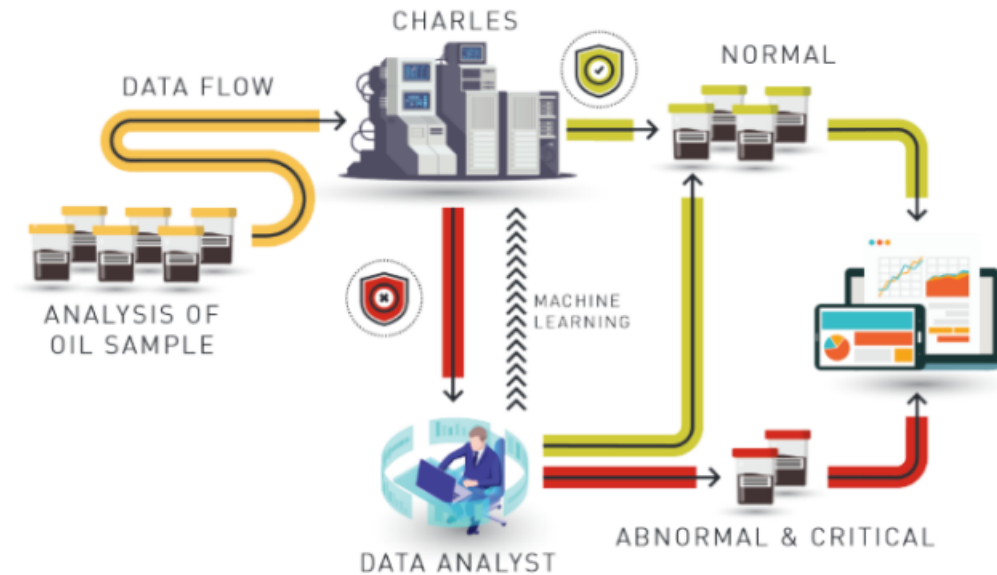 CHARLES
NORMAL
DATA FLOW
MACHINE
LEARNING
ANALYSIS OF
OIL SAMPLE
ABNORMAL & CRITICAL
DATA ANALYST